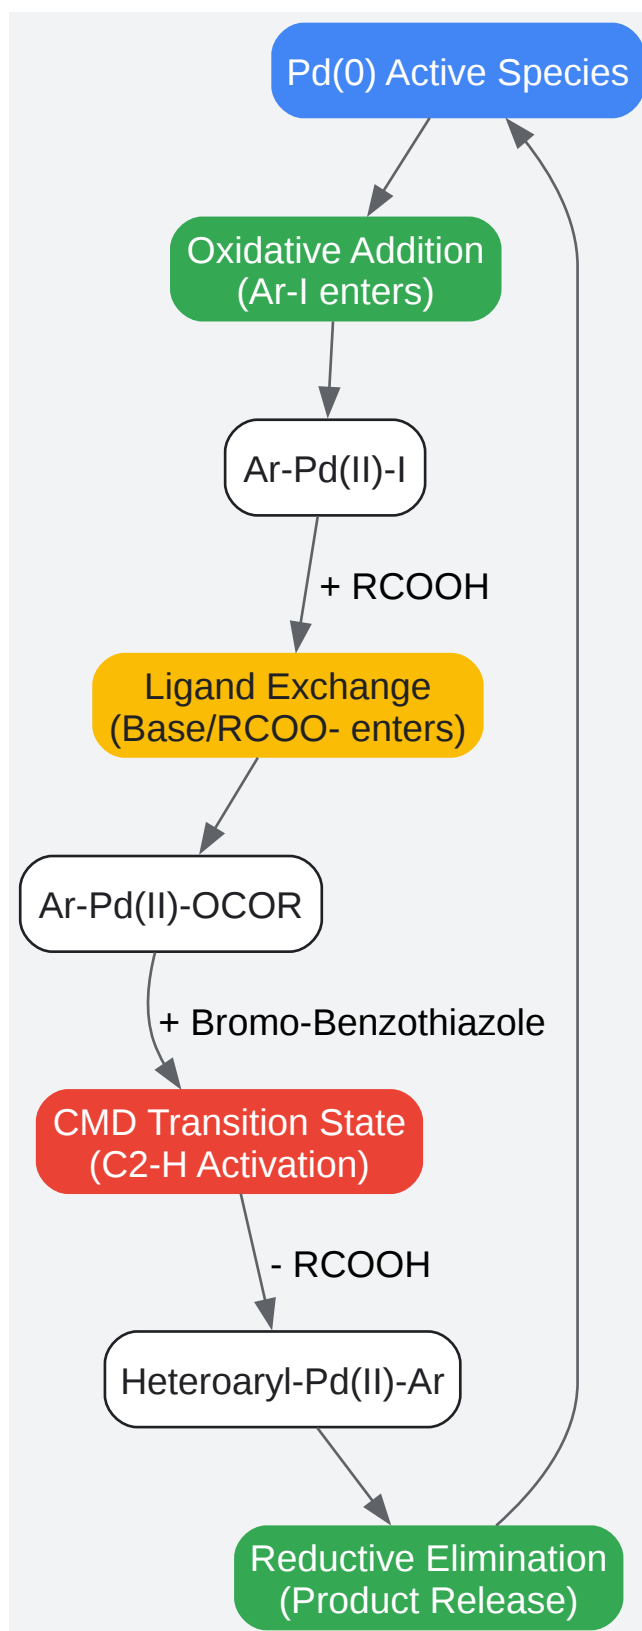 Pd(0) Active Species
Oxidative Addition
(Ar-I enters)
Ar-Pd(II)-I
+ RCOOH
Ligand Exchange
(Base/RCOO- enters)
Ar-Pd(II)-OCOR
+ Bromo-Benzothiazole
CMD Transition State
(C2-H Activation)
- RCOOH
Heteroaryl-Pd(II)-Ar
Reductive Elimination
(Product Release)